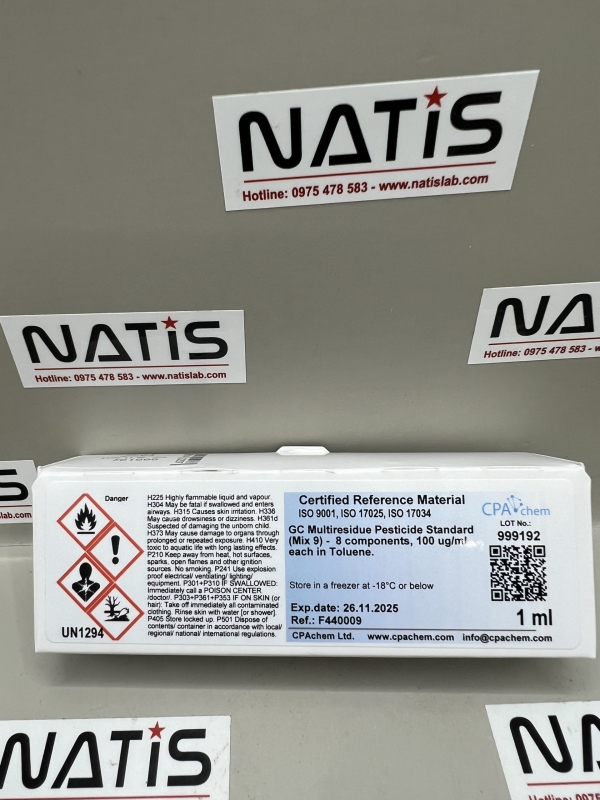 NATIS
Hotline: 0975 478 583 - www.natislab.com
NATIS
Hotline: 0975 478 583 - www.natislab.com
NA
Hotline: 0975 478 583 -
lab.com
Danger
H225 Highly flammable liquid and vapour.
H304 May be fatal if swallowed and enters
airways. H315 Causes skin irritation. H336
May cause drowsiness or dizziness. H361d
Suspected of damaging the unborn child.
H373 May cause damage to organs through
prolonged or repeated exposure. H410 Very
toxic to aquatic life with long lasting effects.
P210 Keep away from heat, hot surfaces,
sparks, open flames and other ignition
sources. No smoking. P241 Use explosion
proof electrical/ ventilating/ lighting/
equipment. P301+P310 IF SWALLOWED:
Immediately call a POISON CENTER
/doctor/. P303+P361+P353 IF ON SKIN (or
hair): Take off immediately all contaminated
clothing. Rinse skin with water [or shower].
P405 Store locked up. P501 Dispose of
contents/ container in accordance with local/
regional/ national/ international regulations.
UN1294
Certified Reference Material
ISO 9001, ISO 17025, ISO 17034
GC Multiresidue Pesticide Standard
(Mix 9) - 8 components, 100 ug/ml
each in Toluene.
Store in a freezer at -18°C or below
Exp.date: 26.11.2025
Ref.: F440009
CPAchem Ltd. www.cpachem.com info@cpachem.com
CPAchem
LOT No.:
999192
1 ml
NATIS
NA
Hotline: 0975